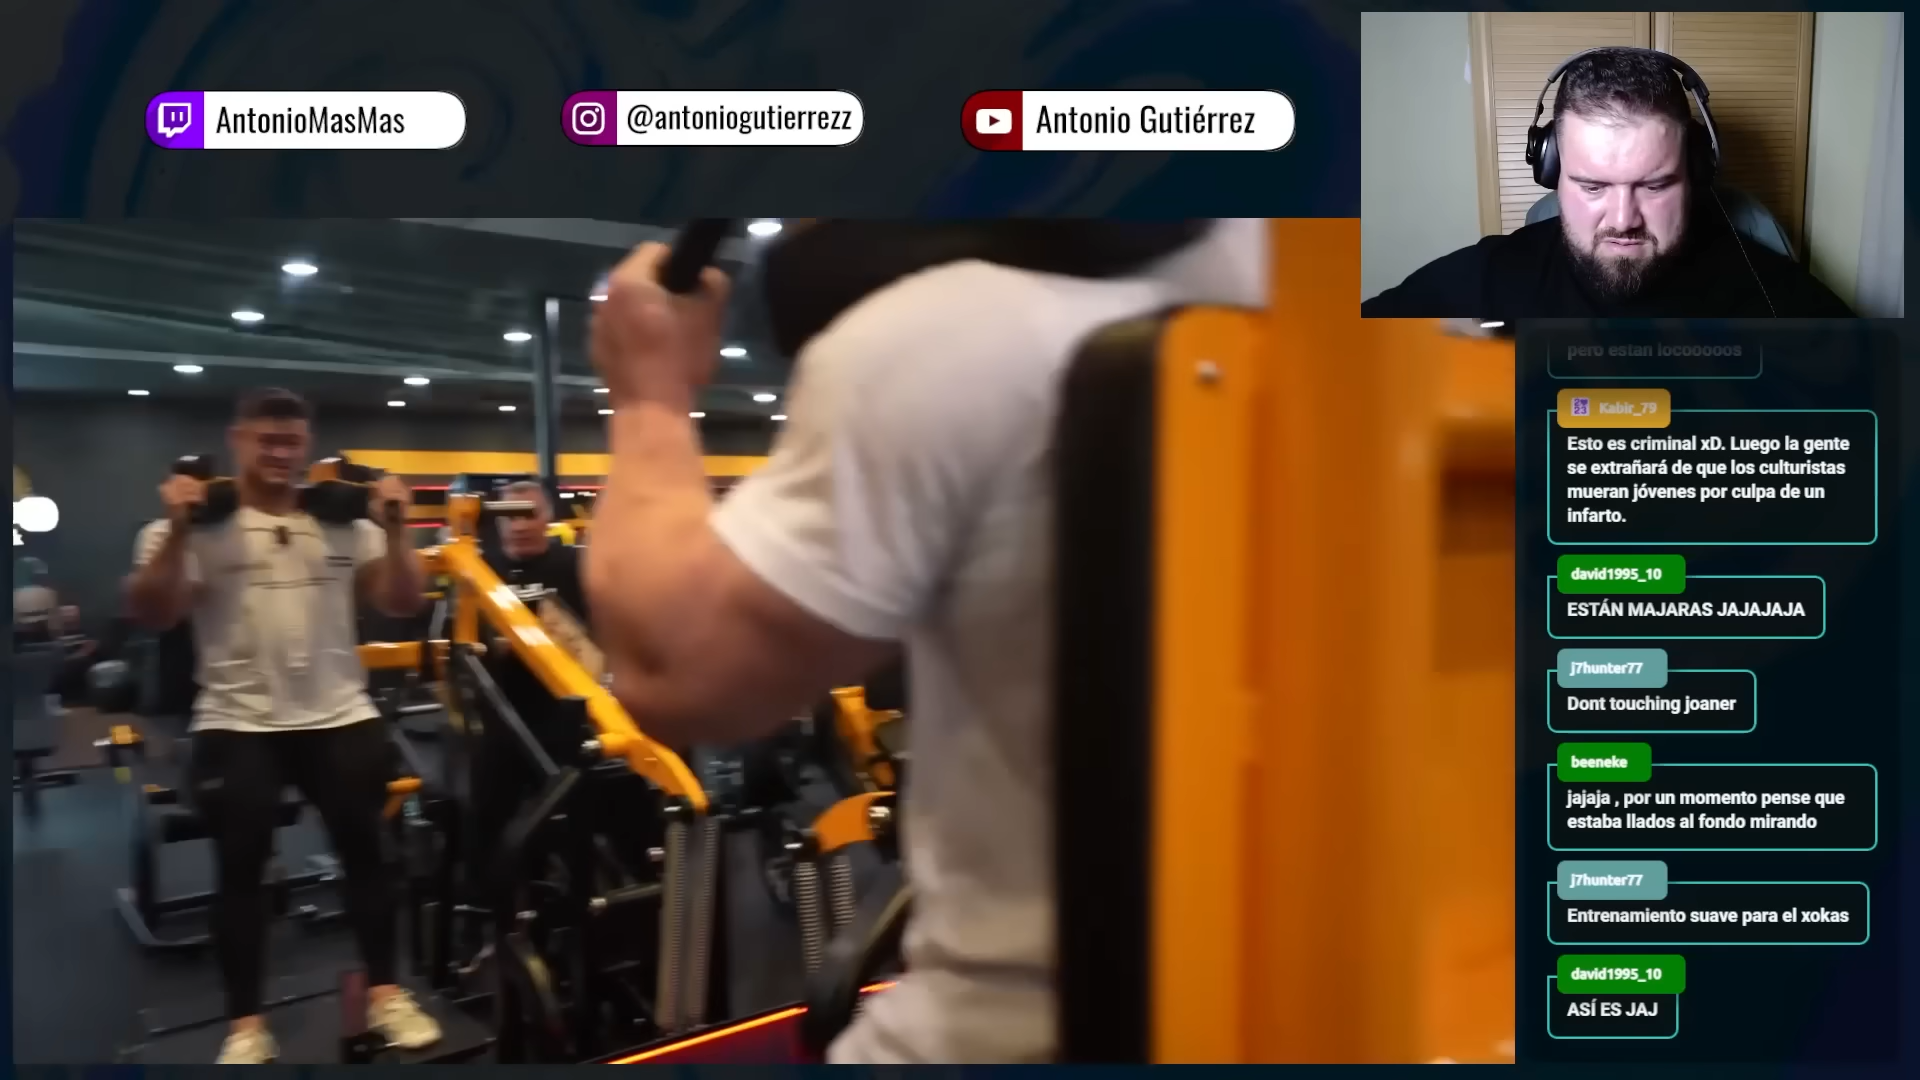 AntonioMasMas
@antoniogutierrezz
Antonio Gutiérrez
pero estan locooooos
Kabir_79
Esto es criminal xD. Luego la gente
se extrañará de que los culturistas
mueran jóvenes por culpa de un
infarto.
david1995_10
ESTÁN MAJARAS JAJAJAJA
j7hunter77
Dont touching joaner
beeneke
jajaja , por un momento pense que
estaba llados al fondo mirando
j7hunter77
Entrenamiento suave para el xokas
david1995_10
ASÍ ES JAJ